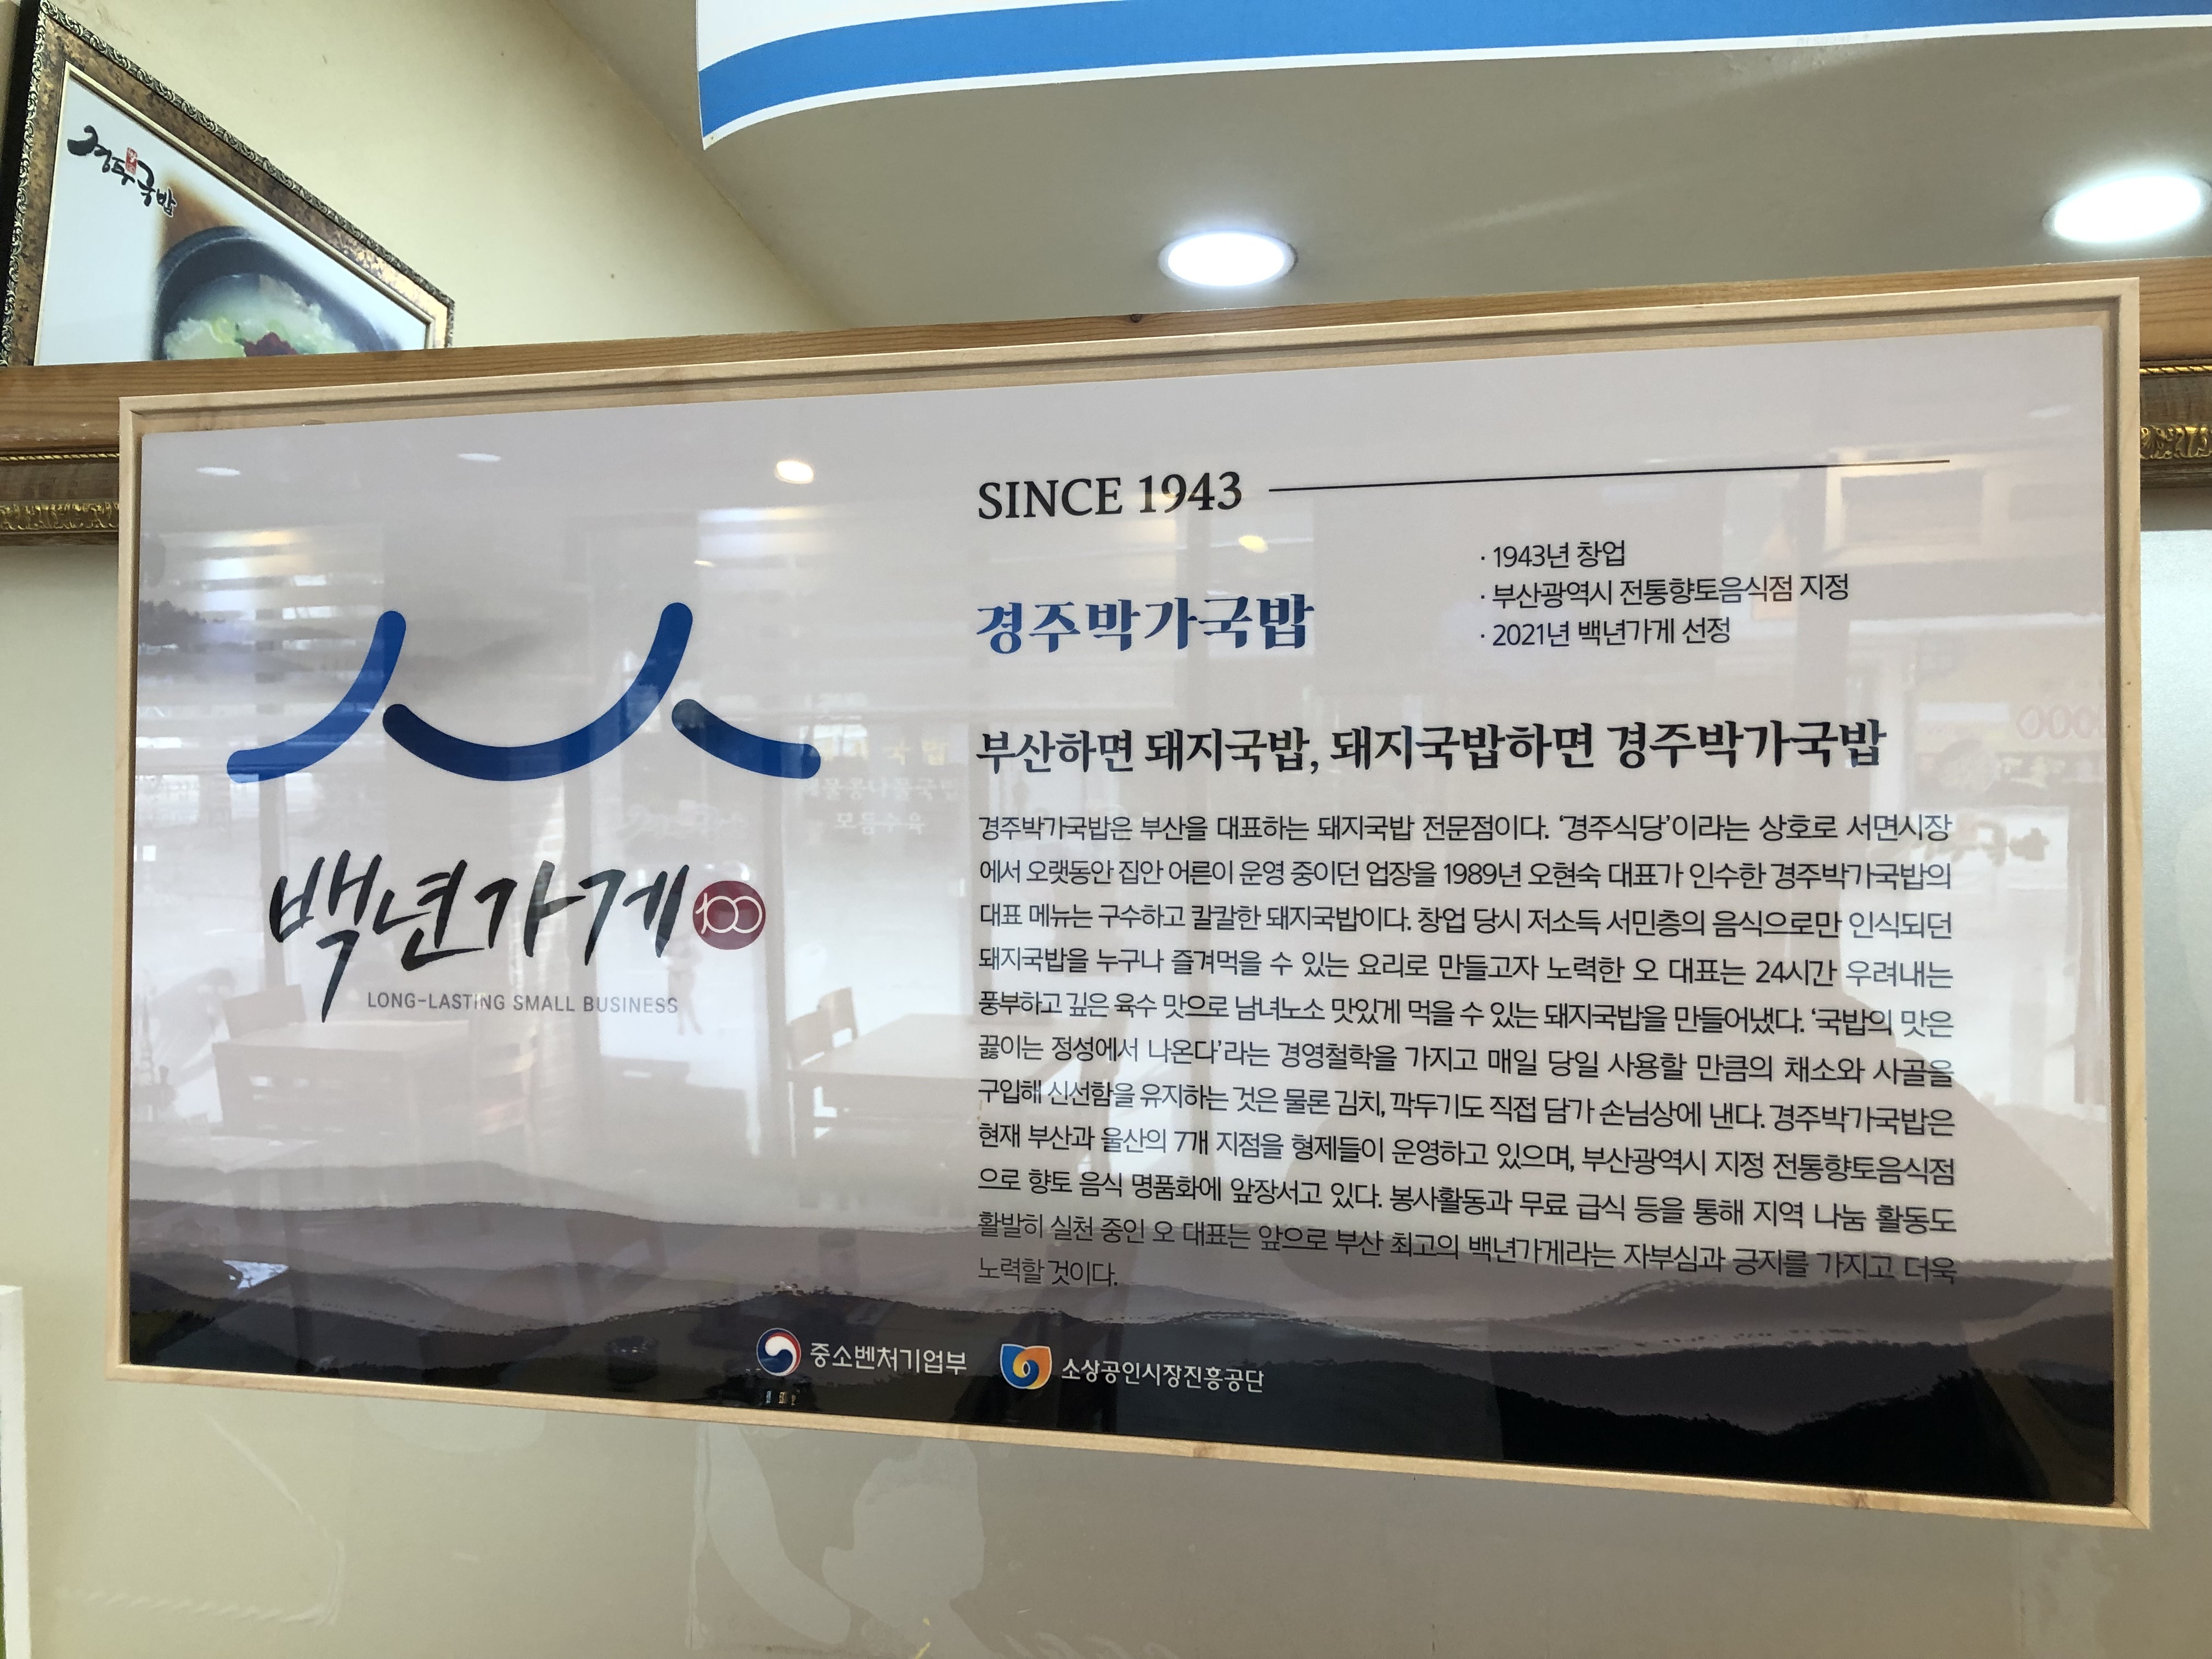 SINCE 1943
· 1943년 창업
· 부산광역시 전통향토음식점 지정
· 2021년 백년가게 선정
경주박가국밥
부산하면 돼지국밥, 돼지국밥하면 경주박가국밥
경주박가국밥은 부산을 대표하는 돼지국밥 전문점이다. ‘경주식당’이라는 상호로 서면시장
에서 오랫동안 집안 어른이 운영 중이던 업장을 1989년 오현숙 대표가 인수한 경주박가국밥의
대표 메뉴는 구수하고 칼칼한 돼지국밥이다. 창업 당시 저소득 서민층의 음식으로만 인식되던
돼지국밥을 누구나 즐겨먹을 수 있는 요리로 만들고자 노력한 오 대표는 24시간 우려내는
풍부하고 깊은 육수 맛으로 남녀노소 맛있게 먹을 수 있는 돼지국밥을 만들어냈다. ‘국밥의 맛은
끓이는 정성에서 나온다’라는 경영철학을 가지고 매일 당일 사용할 만큼의 채소와 사골을
구입해 신선함을 유지하는 것은 물론 김치, 깍두기도 직접 담가 손님상에 낸다. 경주박가국밥은
현재 부산과 울산의 7개 지점을 형제들이 운영하고 있으며, 부산광역시 지정 전통향토음식점
으로 향토 음식 명품화에 앞장서고 있다. 봉사활동과 무료 급식 등을 통해 지역 나눔 활동도
활발히 실천 중인 오 대표는 앞으로 부산 최고의 백년가게라는 자부심과 긍지를 가지고 더욱
노력할 것이다.
백년가게 100
LONG-LASTING SMALL BUSINESS
중소벤처기업부
소상공인시장진흥공단
국밥